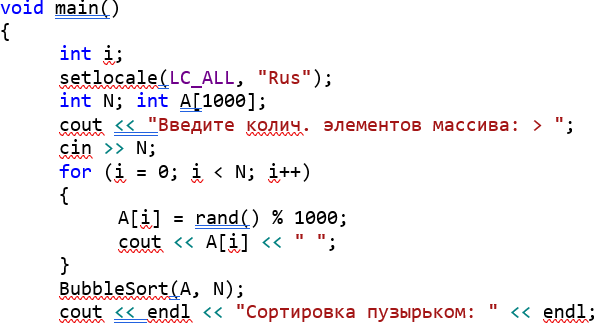 void main()
{
int i;
setlocale(LC_ALL, "Rus");
int N; int A[1000];
cout << "Введите колич. элементов массива: > ";
cin >> N;
for (i = 0; i < N; i++)
{
A[i] = rand() % 1000;
cout << A[i] << " ";
}
BubbleSort(A, N);
cout << endl << "Сортировка пузырьком: " << endl;